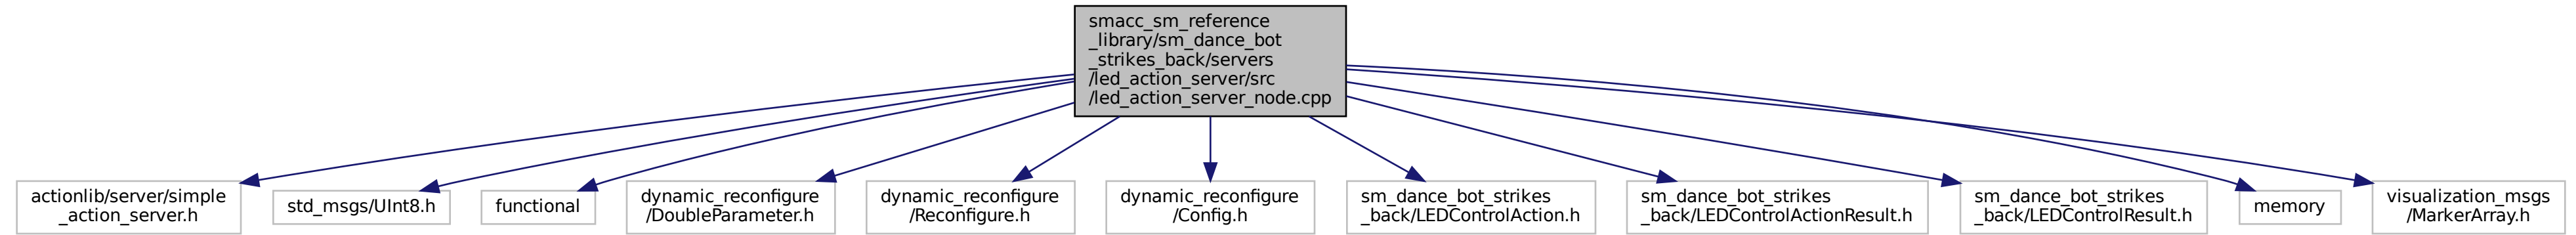 smacc_sm_reference
_library/sm_dance_bot
_strikes_back/servers
/led_action_server/src
/led_action_server_node.cpp
actionlib/server/simple
_action_server.h
std_msgs/UInt8.h
functional
dynamic_reconfigure
/DoubleParameter.h
dynamic_reconfigure
/Reconfigure.h
dynamic_reconfigure
/Config.h
sm_dance_bot_strikes
_back/LEDControlAction.h
sm_dance_bot_strikes
_back/LEDControlActionResult.h
sm_dance_bot_strikes
_back/LEDControlResult.h
memory
visualization_msgs
/MarkerArray.h